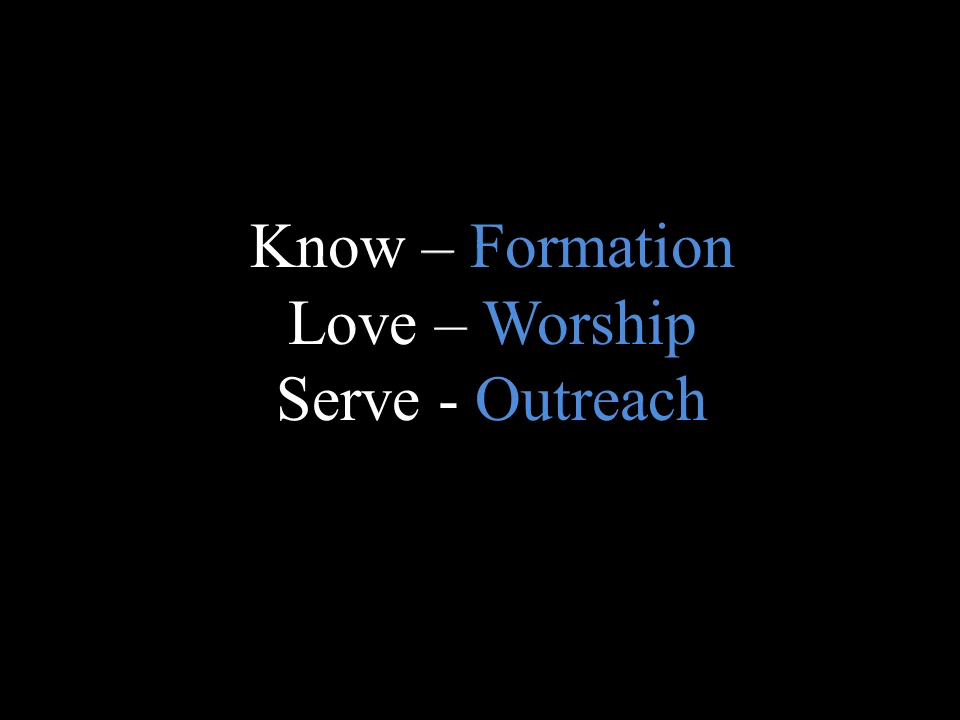 Know – Formation
Love – Worship
Serve - Outreach